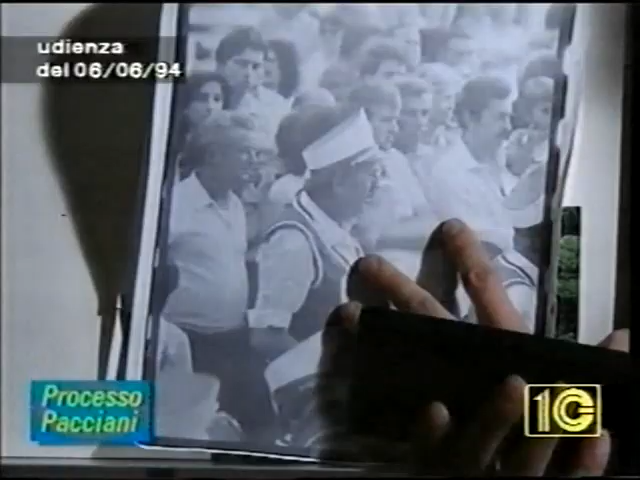 udienza
del 06/06/94
Processo
Pacciani
1C